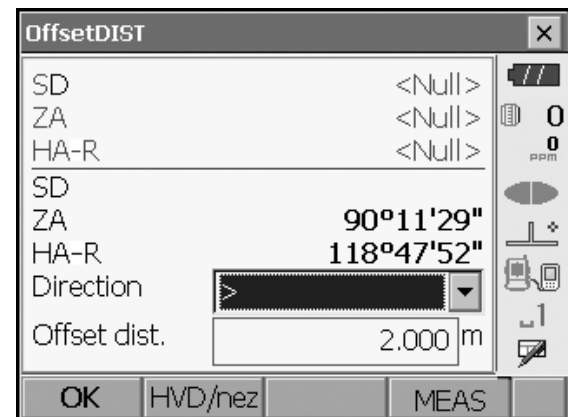 OffsetDIST
SD <Null>
ZA <Null>
HA-R <Null>
SD
ZA 90°11'29"
HA-R 118°47'52"
Direction >
Offset dist. 2.000 m
0
0
ppm
1
OK HVD/nez MEAS